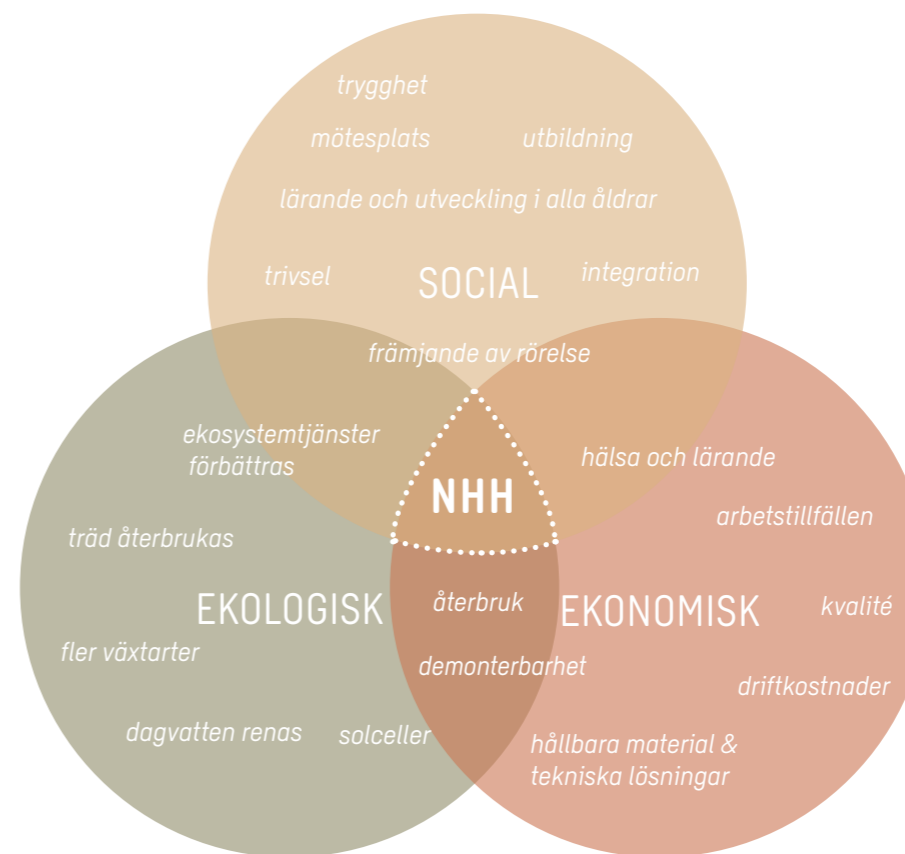 trygghet
mötesplats
utbildning
lärande och utveckling i alla åldrar
trivsel
SOCIAL
integration
främjande av rörelse
ekosystemtjänster
förbättras
hälsa och lärande
NHH
arbetstillfällen
träd återbrukas
EKOLOGISK
återbruk
EKONOMISK
kvalité
fler växtarter
demonterbarhet
driftkostnader
dagvatten renas
solceller
hållbara material &
tekniska lösningar